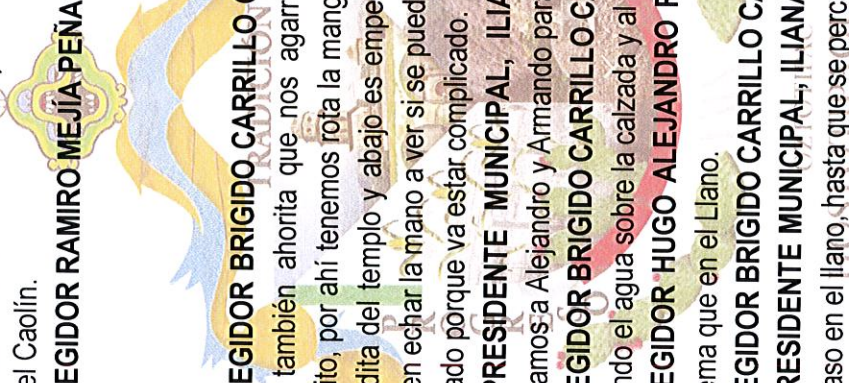 el Caolín.
EGIDOR RAMIRO MEJÍA PEÑA
EGIDOR BRIGIDO CARRILLO C
también ahorita que nos agarr
ito, por ahí tenemos rota la mang
dita del templo y abajo es empe
en echar la mano a ver si se pued
ado porque va estar complicado.
PRESIDENTE MUNICIPAL, ILIA
amos a Alejandro y Armando par
EGIDOR BRIGIDO CARRILLO C
ndo el agua sobre la calzada y al
EGIDOR HUGO ALEJANDRO R
ema que en el Llano.
EGIDOR BRIGIDO CARRILLO CA
RESIDENTE MUNICIPAL, ILIANA
aso en el llano, hasta que se perc
TRADICIÓN